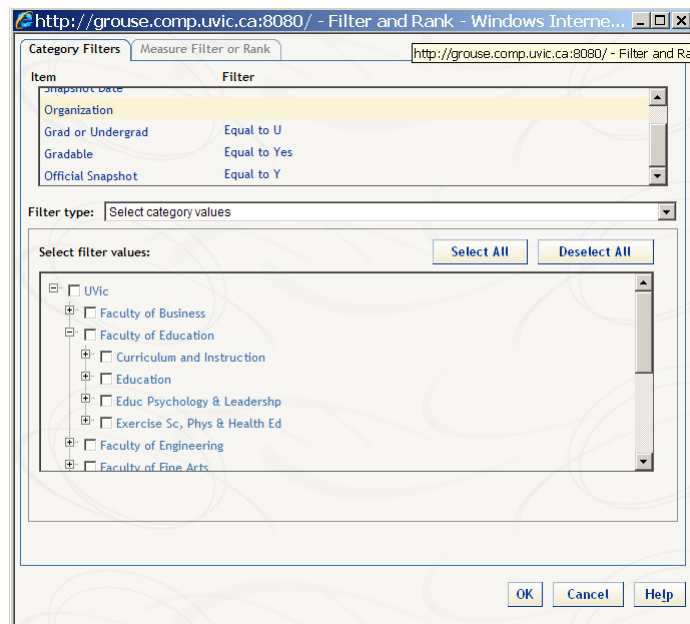 http://grouse.comp.uvic.ca:8080/ - Filter and Rank - Windows Interne...
Category Filters Measure Filter or Rank
http://grouse.comp.uvic.ca:8080/ - Filter and Ra
Item Filter
Snapshot Date
Organization
Grad or Undergrad Equal to U
Gradable Equal to Yes
Official Snapshot Equal to Y
Filter type: Select category values
Select filter values: Select All Deselect All
UVic
Faculty of Business
Faculty of Education
Curriculum and Instruction
Education
Educ Psychology & Leadershp
Exercise Sc, Phys & Health Ed
Faculty of Engineering
Faculty of Fine Arts
OK Cancel Help